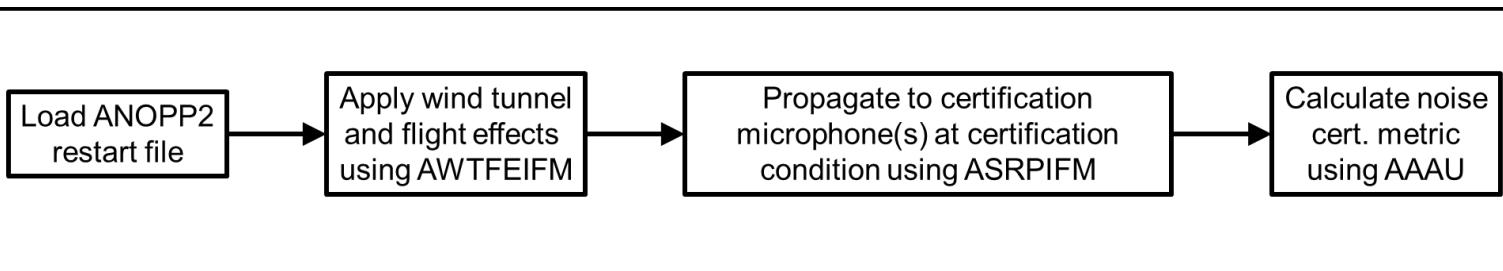 Load ANOPP2
restart file
Apply wind tunnel
and flight effects
using AWTFEIFM
Propagate to certification
microphone(s) at certification
condition using ASRPIFM
Calculate noise
cert. metric
using AAAU